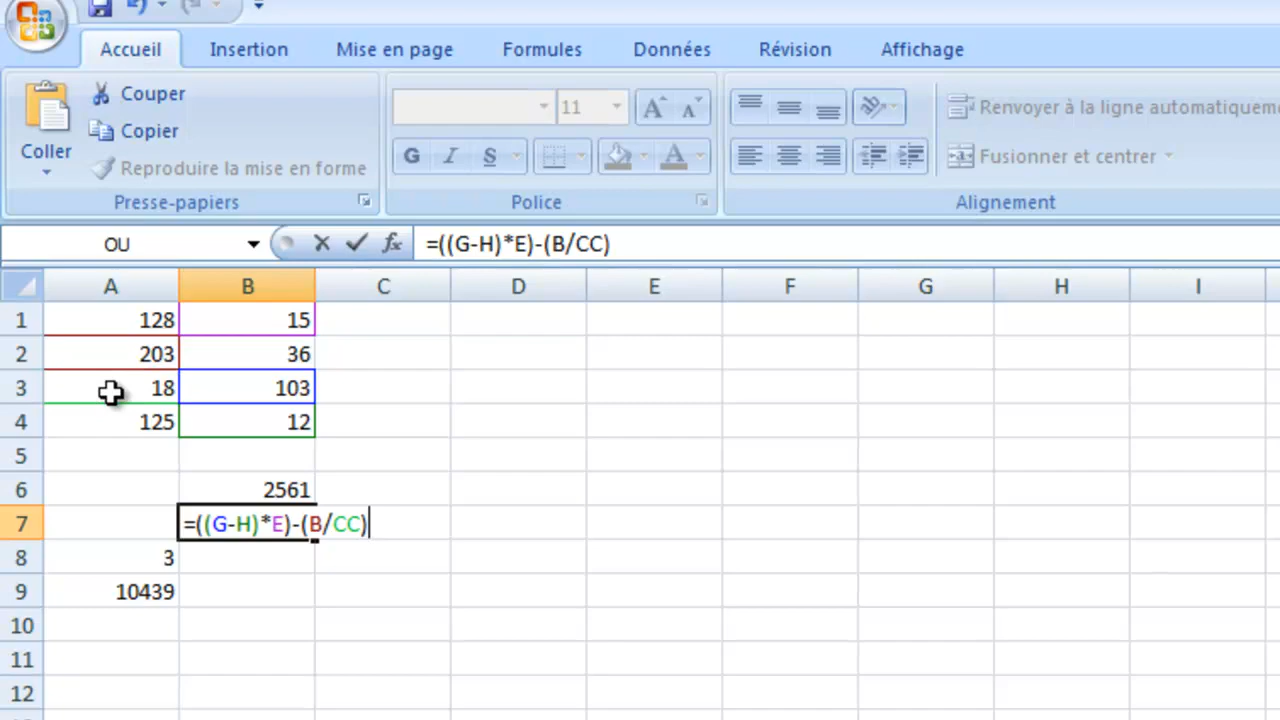 Accueil Insertion Mise en page Formules Données Révision Affichage
Coller
Couper
Copier
Reproduire la mise en forme
Presse-papiers
11 A A
G I S A
Police
Renvoyer à la ligne automatiqueme
Fusionner et centrer
Alignement
OU fx =((G-H)*E)-(B/CC)
A B C D E F G H I
1 128 15
2 203 36
3 18 103
4 125 12
5
6 2561
7 =((G-H)*E)-(B/CC)
8 3
9 10439
10
11
12